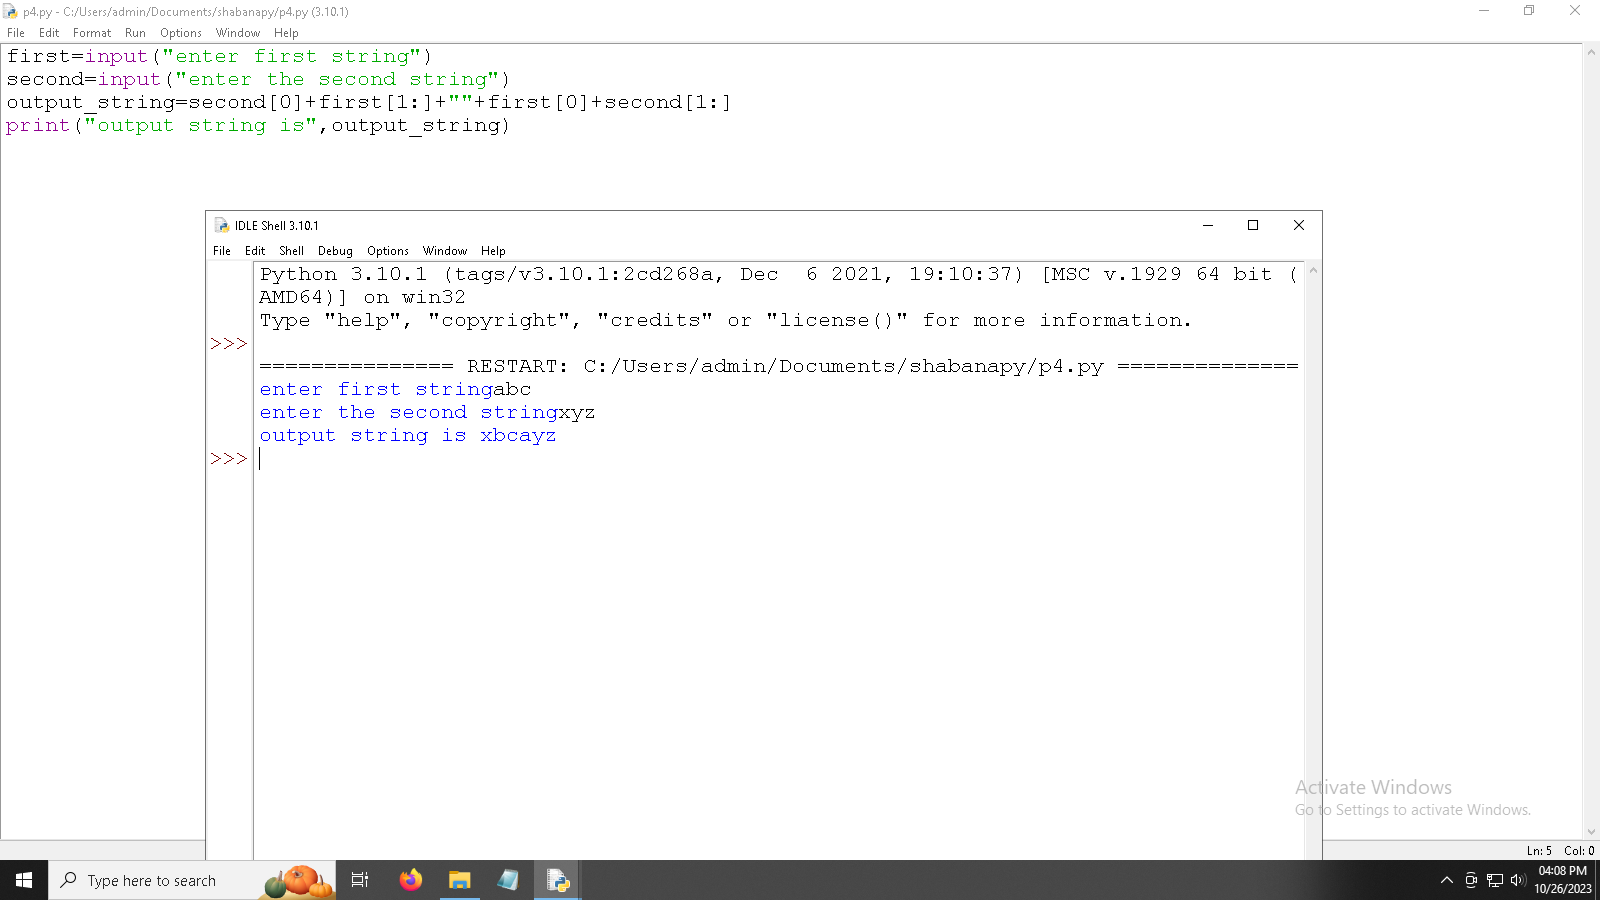 p4.py - C:/Users/admin/Documents/shabanapy/p4.py (3.10.1)
File Edit Format Run Options Window Help
first=input("enter first string")
second=input("enter the second string")
output_string=second[0]+first[1:]+""+first[0]+second[1:]
print("output string is",output_string)
IDLE Shell 3.10.1
File Edit Shell Debug Options Window Help
Python 3.10.1 (tags/v3.10.1:2cd268a, Dec  6 2021, 19:10:37) [MSC v.1929 64 bit (
AMD64)] on win32
Type "help", "copyright", "credits" or "license()" for more information.
>>>
=============== RESTART: C:/Users/admin/Documents/shabanapy/p4.py ==============
enter first stringabc
enter the second stringxyz
output string is xbcayz
>>>
Activate Windows
Go to Settings to activate Windows.
Ln: 5 Col: 0
Type here to search
04:08 PM
10/26/2023